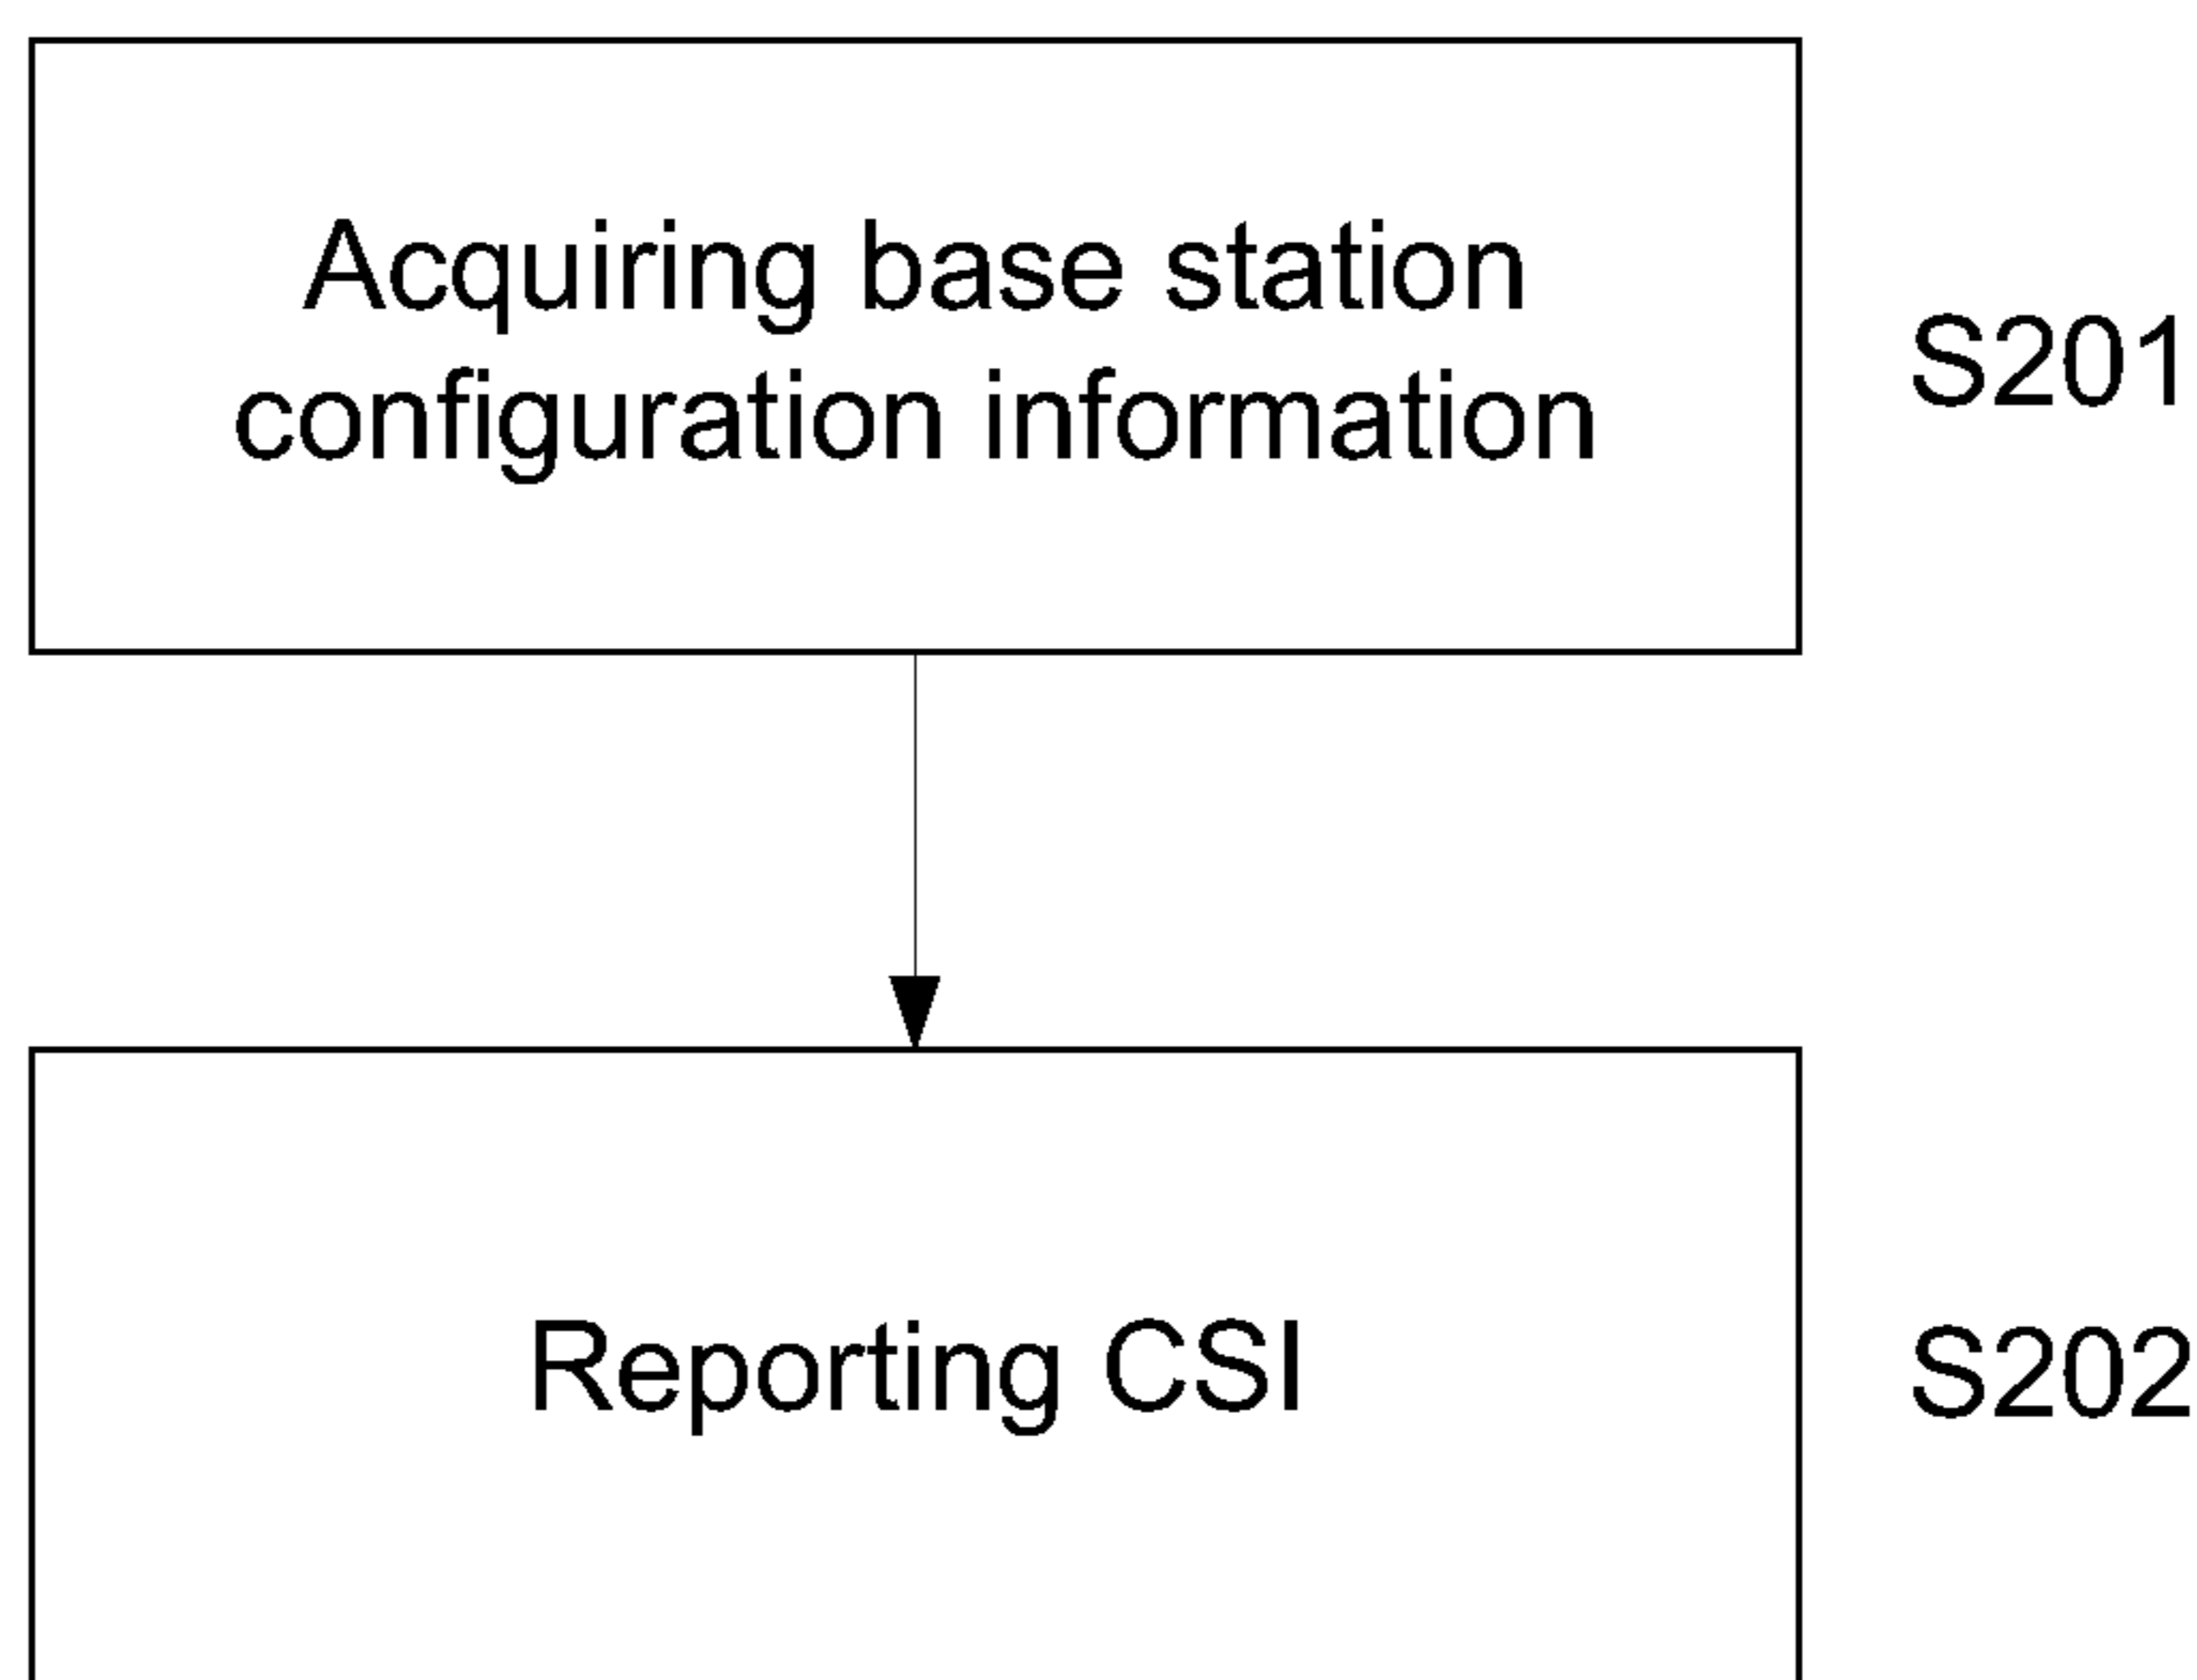 Acquiring base station
configuration information
S201
Reporting CSI
S202